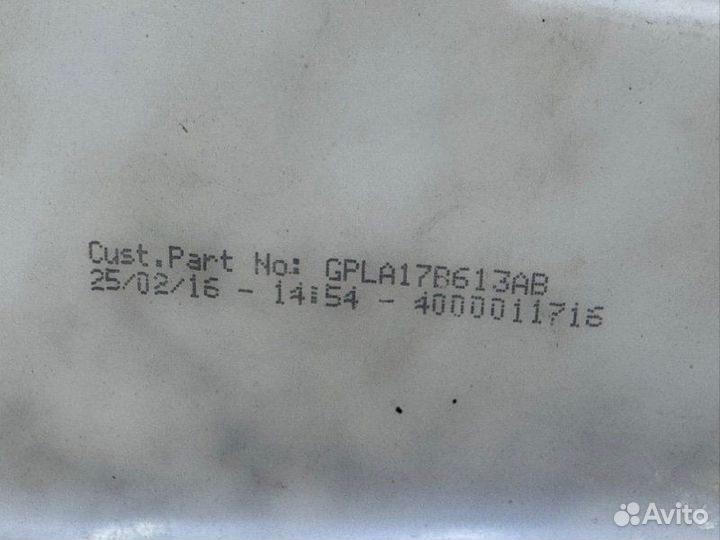 Cust.Part No: GPLA17B613AB
25/02/16 - 14:54 - 4000011716
Avito